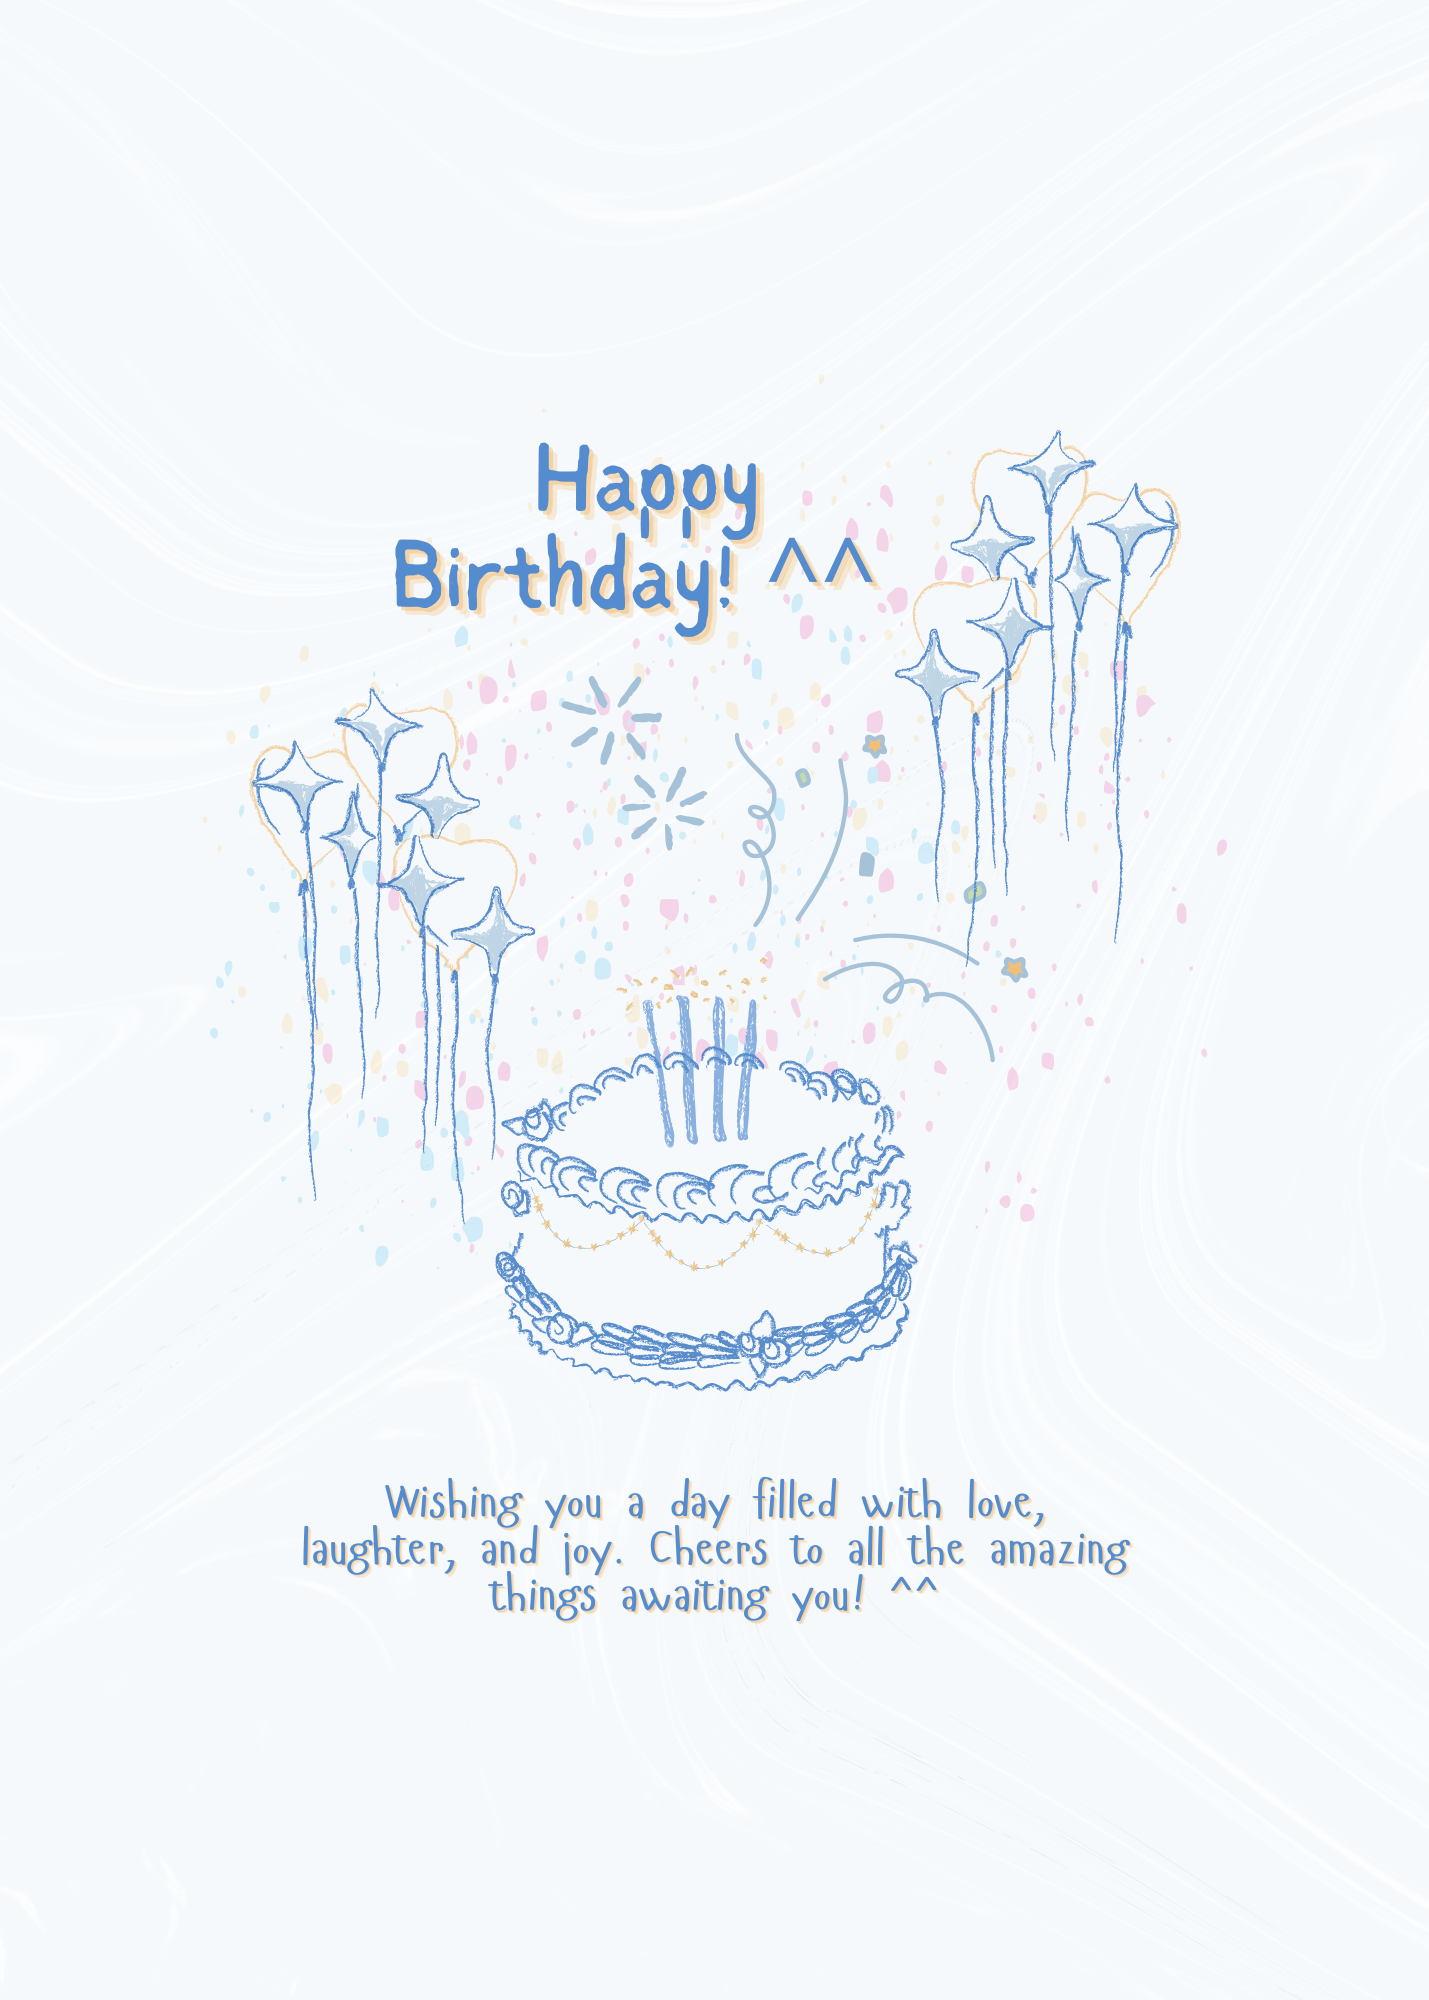 Happy
Birthday! ^^
Wishing you a day filled with love,
laughter, and joy. Cheers to all the amazing
things awaiting you! ^^